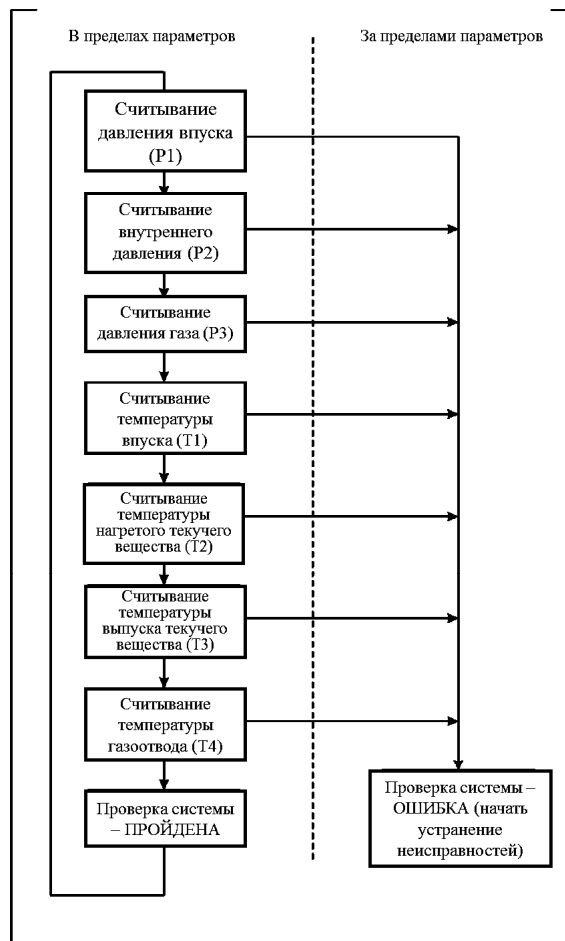 В пределах параметров
За пределами параметров
Считывание
давления впуска
(P1)
Считывание
внутреннего
давления (P2)
Считывание
давления газа (P3)
Считывание
температуры
впуска (T1)
Считывание
температуры
нагретого текучего
вещества (T2)
Считывание
температуры
выпуска текучего
вещества (T3)
Считывание
температуры
газоотвода (T4)
Проверка системы
– ПРОЙДЕНА
Проверка системы –
ОШИБКА (начать
устранение
неисправностей)